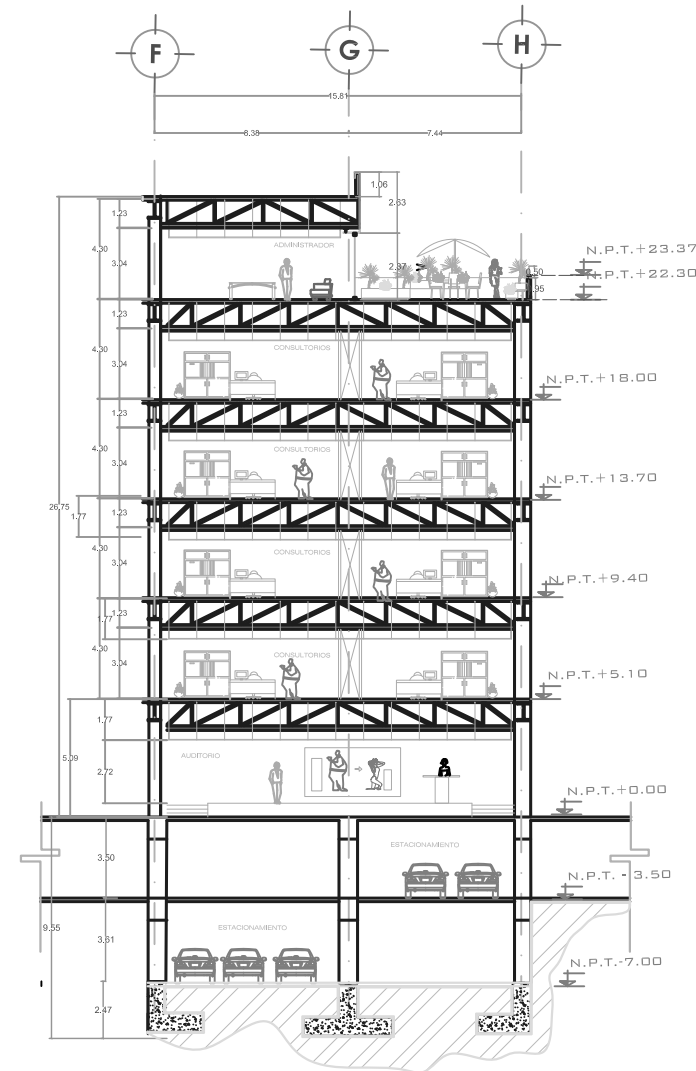 F G H
15.81
8.38 7.44
1.06
1.23 2.63
ADMINISTRADOR
4.30
3.04
2.37
N.P.T.+23.37
.50
N.P.T.+22.30
.95
1.23
CONSULTORIOS
4.30
3.04
N.P.T.+18.00
1.23
CONSULTORIOS
4.30
3.04
N.P.T.+13.70
26.75
1.77
1.23
CONSULTORIOS
4.30
3.04
N.P.T.+9.40
1.77
1.23
CONSULTORIOS
4.30
3.04
N.P.T.+5.10
1.77
AUDITORIO
5.09
2.72
N.P.T.+0.00
ESTACIONAMIENTO
3.50
N.P.T. - 3.50
9.55
ESTACIONAMIENTO
3.61
N.P.T.-7.00
2.47